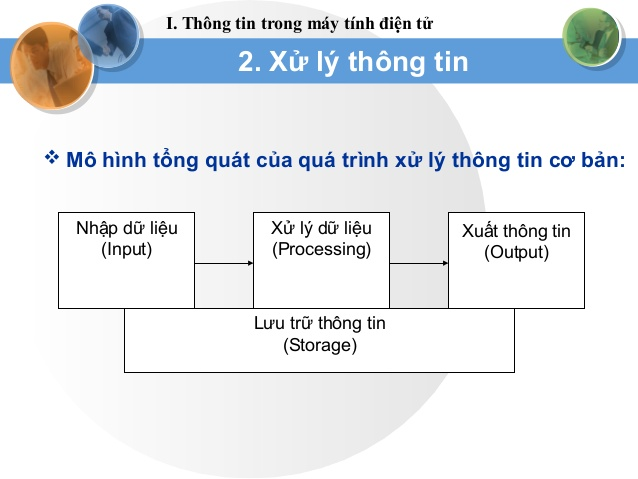 I. Thông tin trong máy tính điện tử
2. Xử lý thông tin
❖ Mô hình tổng quát của quá trình xử lý thông tin cơ bản:
Nhập dữ liệu
(Input)
Xử lý dữ liệu
(Processing)
Xuất thông tin
(Output)
Lưu trữ thông tin
(Storage)